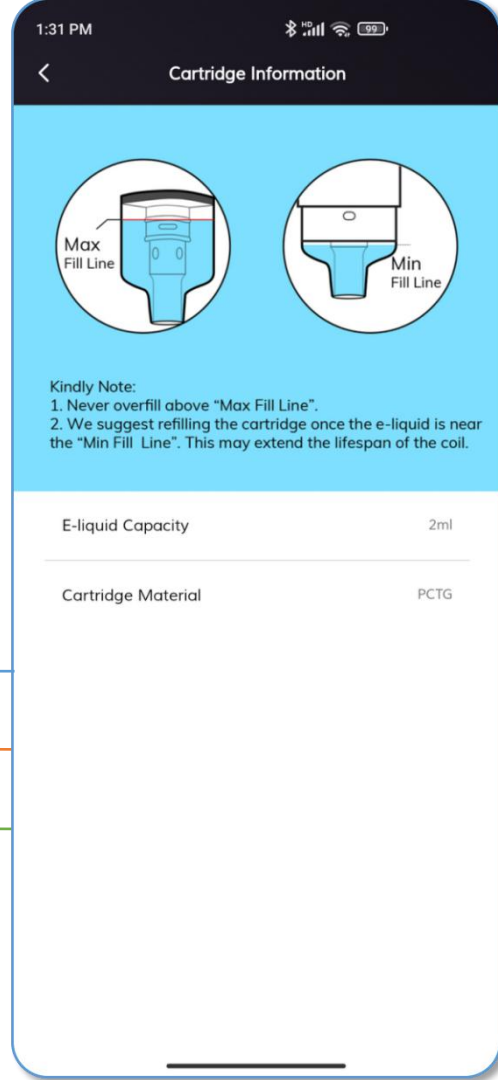 1:31 PM HD 99
Cartridge Information
Max
Fill Line
Min
Fill Line
Kindly Note:
1. Never overfill above “Max Fill Line”.
2. We suggest refilling the cartridge once the e-liquid is near
the “Min Fill Line”. This may extend the lifespan of the coil.
E-liquid Capacity 2ml
Cartridge Material PCTG